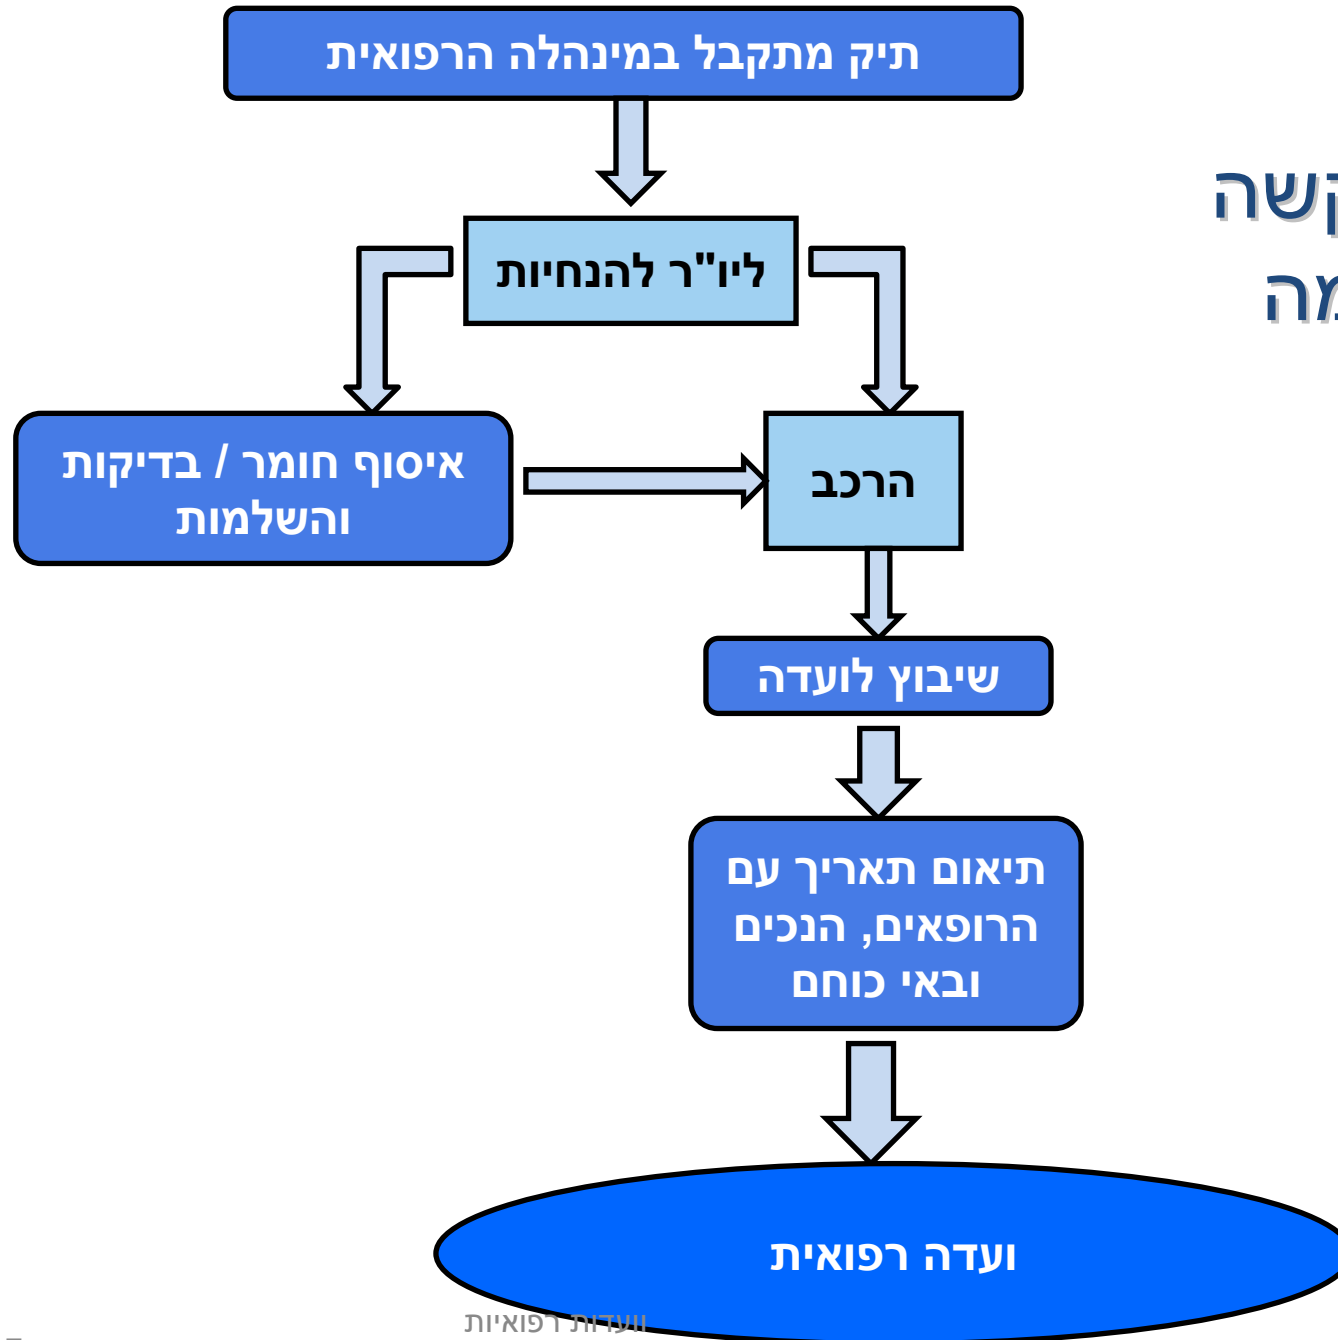 תיק מתקבל במינהלה הרפואית
ליו"ר להנחיות
איסוף חומר / בדיקות
והשלמות
הרכב
שיבוץ לועדה
תיאום תאריך עם
הרופאים, הנכים
ובאי כוחם
ועדה רפואית
וועדות רפואיות